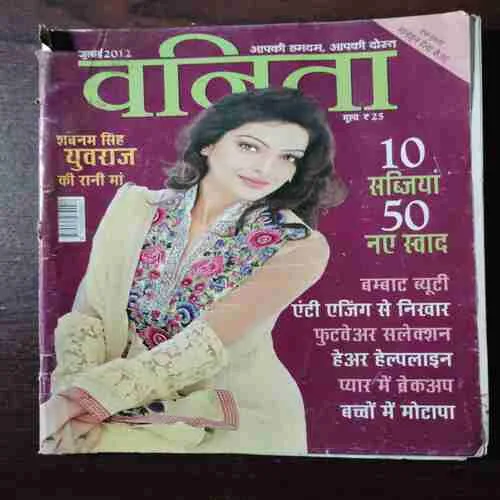 जुलाई 2012
आपकी हमदम, आपकी दोस्त
वनिता
मूल्य ₹ 25
शबनम सिंह
युवराज
की रानी मां
10
सब्जियां
50
नए स्वाद
बम्बाट ब्यूटी
एंटी एजिंग से निखार
फुटवेअर सलेक्शन
हेअर हेल्पलाइन
प्यार में ब्रेकअप
बच्चों में मोटापा